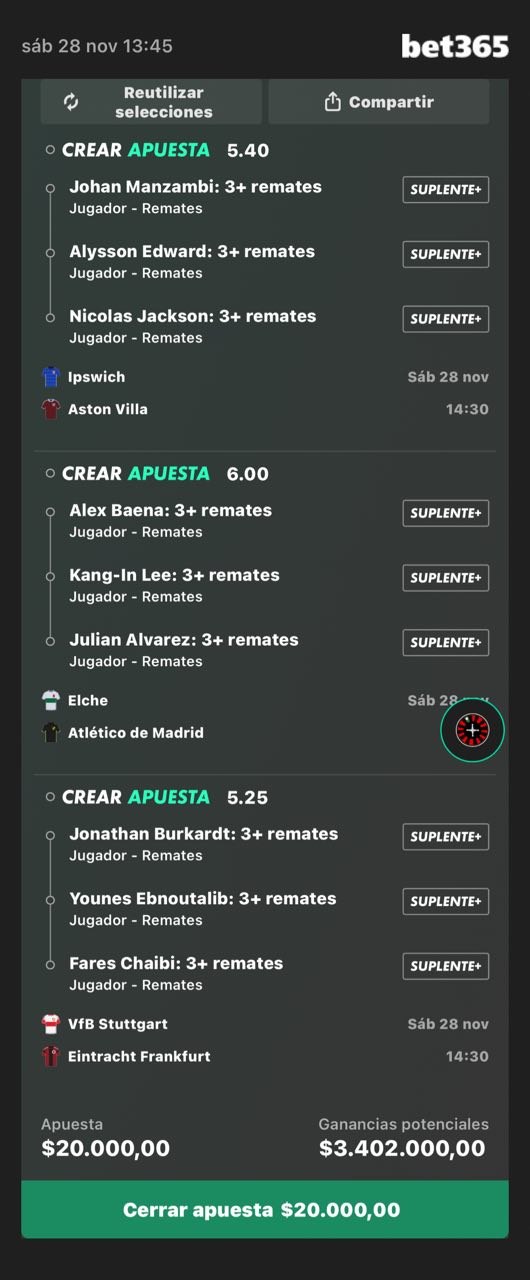 sáb 28 nov 13:45
bet365
Reutilizar
selecciones
Compartir
CREAR APUESTA 5.40
Johan Manzambi: 3+ remates
SUPLENTE+
Jugador - Remates
Alysson Edward: 3+ remates
SUPLENTE+
Jugador - Remates
Nicolas Jackson: 3+ remates
SUPLENTE+
Jugador - Remates
Ipswich
Sáb 28 nov
Aston Villa
14:30
CREAR APUESTA 6.00
Alex Baena: 3+ remates
SUPLENTE+
Jugador - Remates
Kang-In Lee: 3+ remates
SUPLENTE+
Jugador - Remates
Julian Alvarez: 3+ remates
SUPLENTE+
Jugador - Remates
Elche
Sáb 28 nov
Atlético de Madrid
CREAR APUESTA 5.25
Jonathan Burkardt: 3+ remates
SUPLENTE+
Jugador - Remates
Younes Ebnoutalib: 3+ remates
SUPLENTE+
Jugador - Remates
Fares Chaibi: 3+ remates
SUPLENTE+
Jugador - Remates
VfB Stuttgart
Sáb 28 nov
Eintracht Frankfurt
14:30
Apuesta
Ganancias potenciales
$20.000,00
$3.402.000,00
Cerrar apuesta $20.000,00